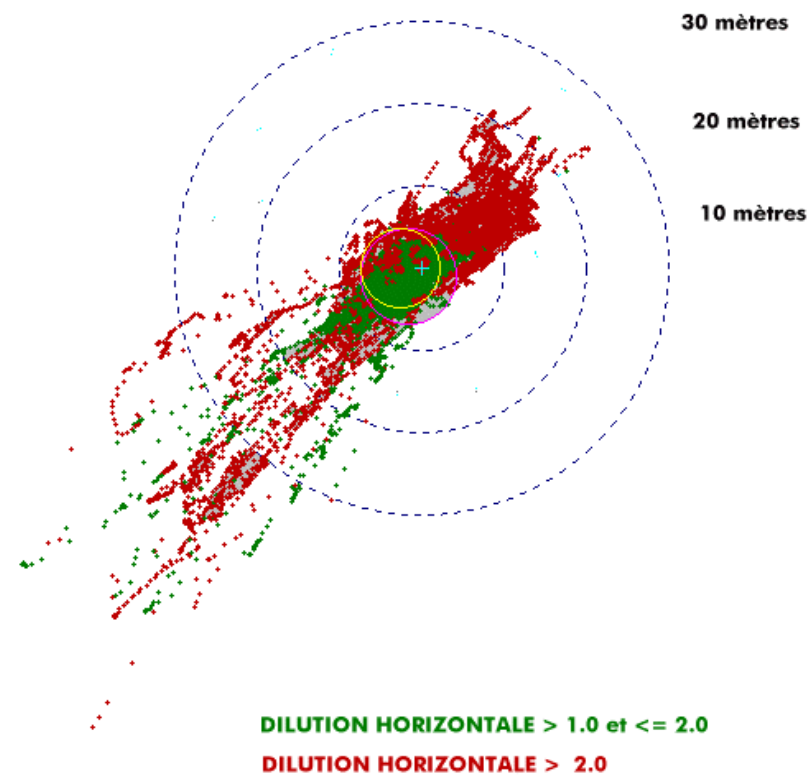 30 mètres
20 mètres
10 mètres
DILUTION HORIZONTALE > 1.0 et <= 2.0
DILUTION HORIZONTALE > 2.0